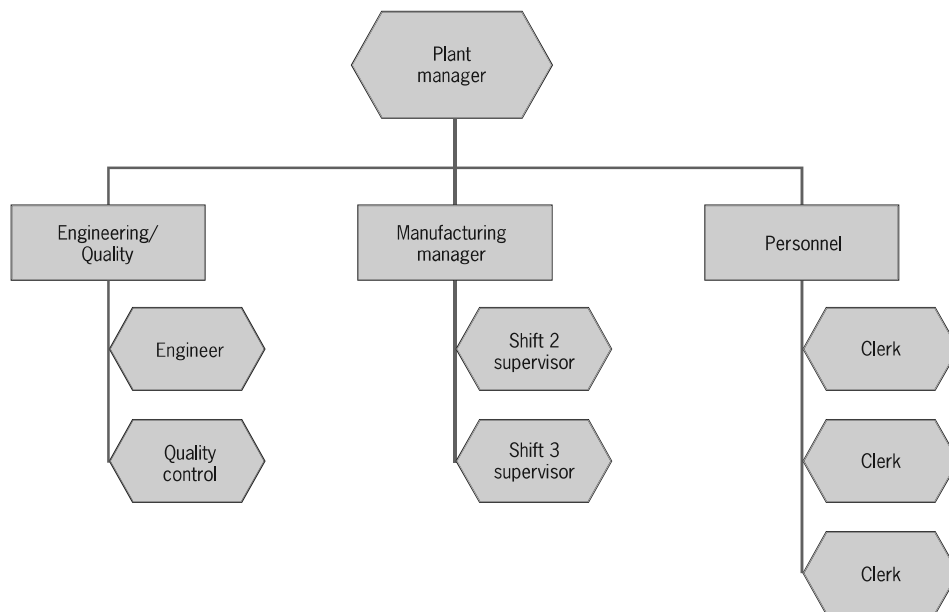 Plant
manager
Engineering/
Quality
Manufacturing
manager
Personnel
Engineer
Shift 2
supervisor
Clerk
Quality
control
Shift 3
supervisor
Clerk
Clerk